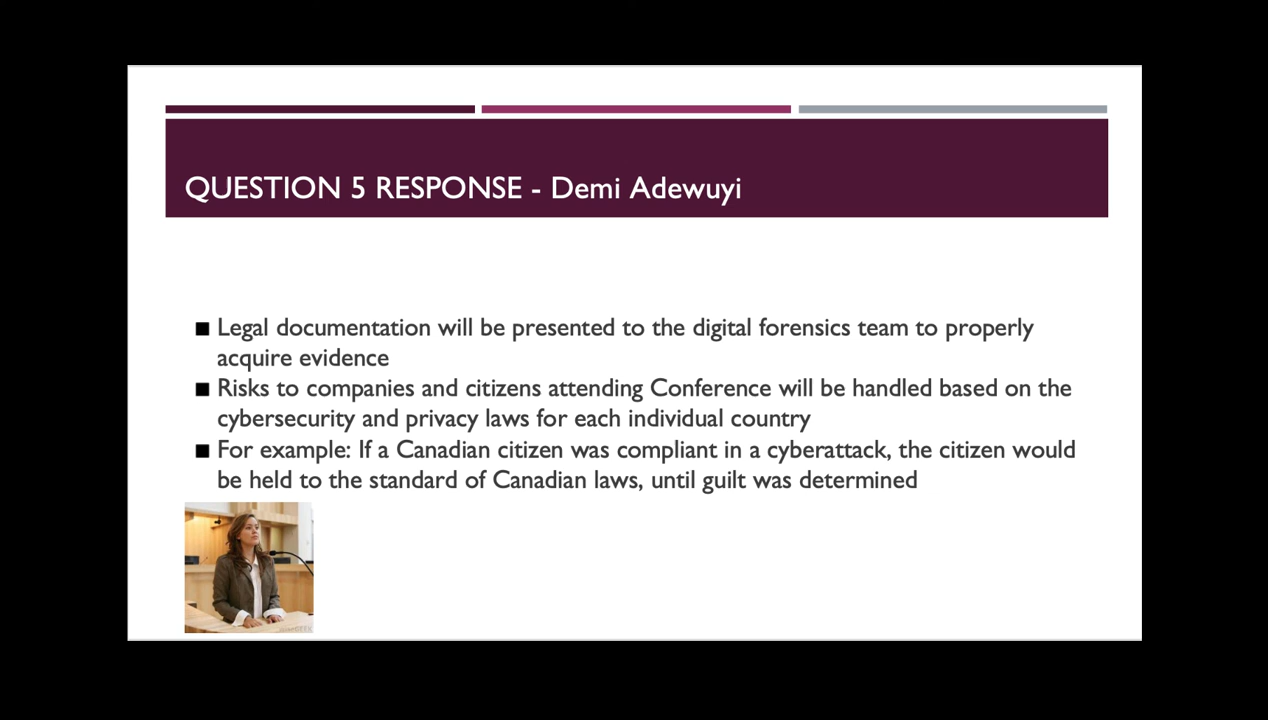 QUESTION 5 RESPONSE - Demi Adewuyi
Legal documentation will be presented to the digital forensics team to properly
acquire evidence
Risks to companies and citizens attending Conference will be handled based on the
cybersecurity and privacy laws for each individual country
For example: If a Canadian citizen was compliant in a cyberattack, the citizen would
be held to the standard of Canadian laws, until guilt was determined